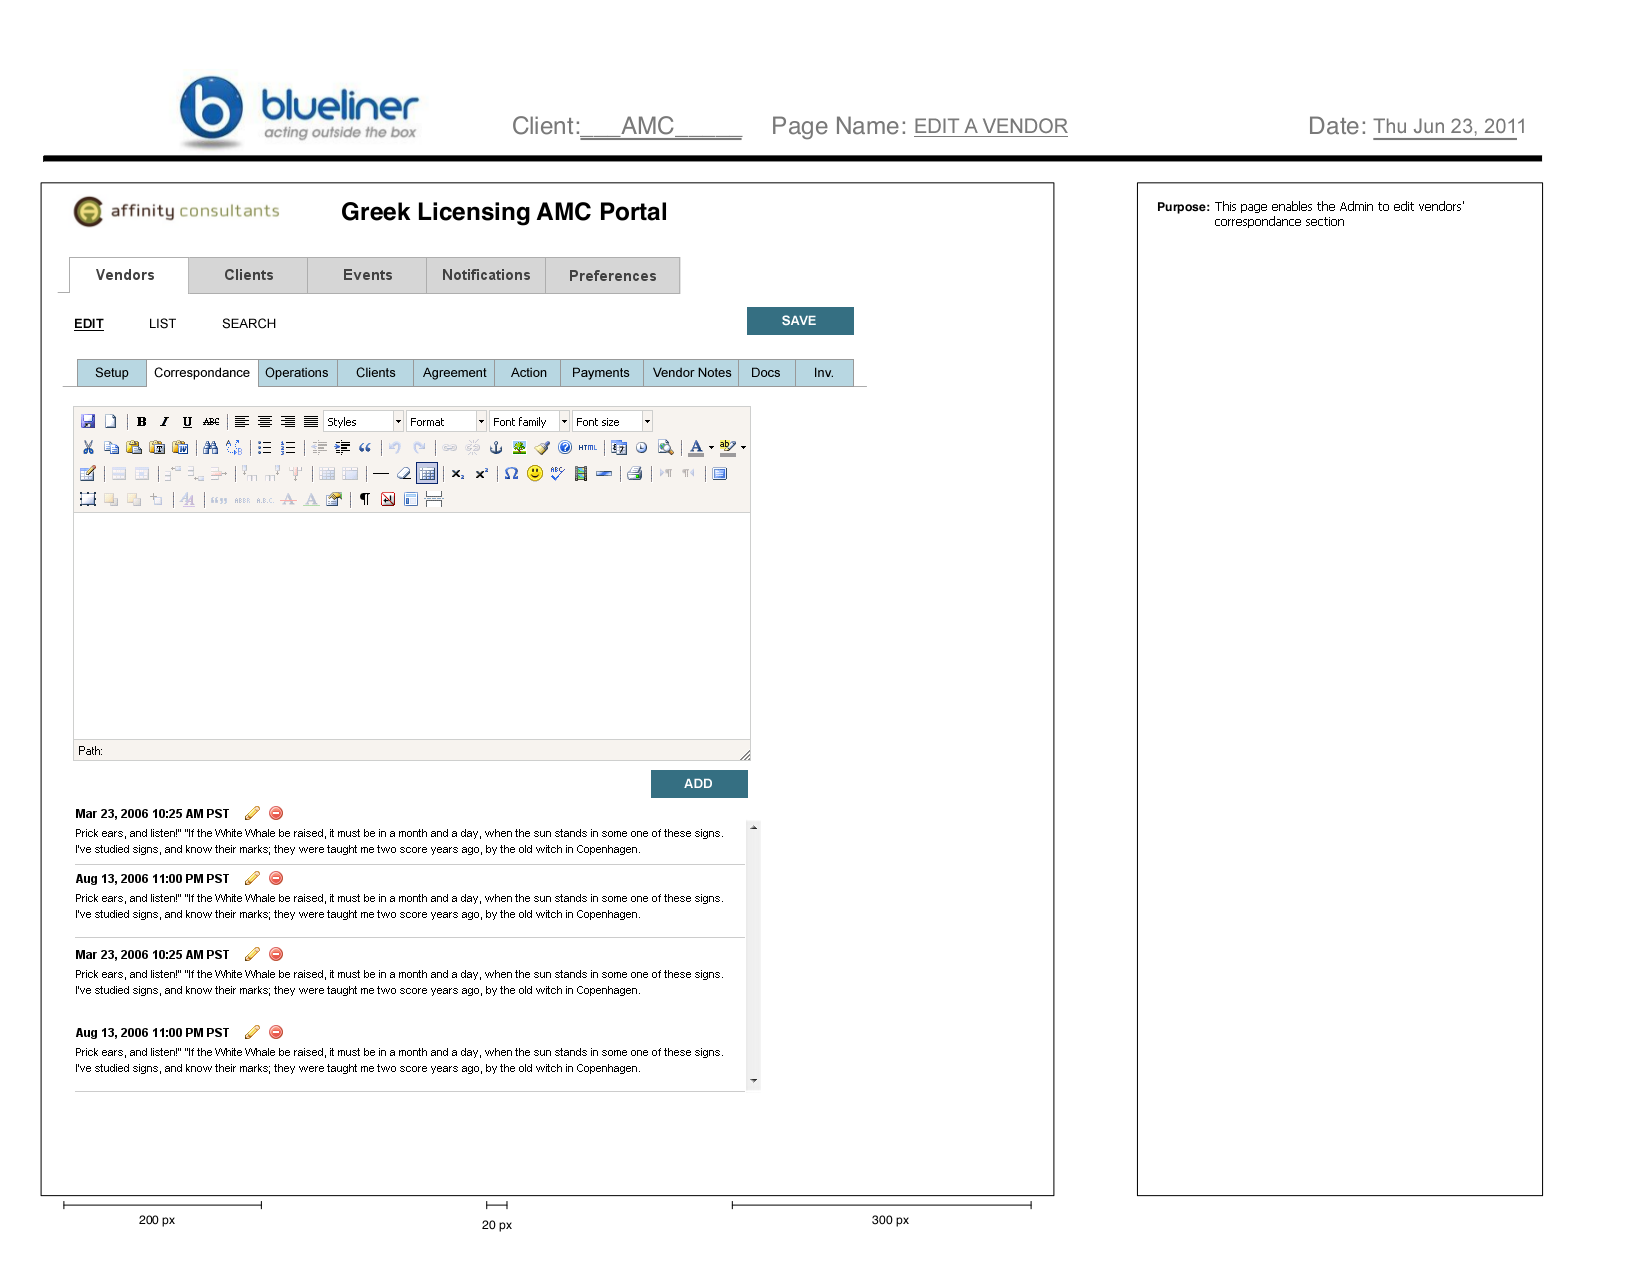 blueliner
acting outside the box
Client:___AMC_____ Page Name: EDIT A VENDOR Date: Thu Jun 23, 2011
affinity consultants
Greek Licensing AMC Portal
Purpose: This page enables the Admin to edit vendors'
correspondance section
Vendors Clients Events Notifications Preferences
EDIT LIST SEARCH SAVE
Setup Correspondance Operations Clients Agreement Action Payments Vendor Notes Docs Inv.
B I U ABC Styles Format Font family Font size
HTML
Path:
ADD
Mar 23, 2006 10:25 AM PST
Prick ears, and listen!" "If the White Whale be raised, it must be in a month and a day, when the sun stands in some one of these signs.
I've studied signs, and know their marks; they were taught me two score years ago, by the old witch in Copenhagen.
Aug 13, 2006 11:00 PM PST
Prick ears, and listen!" "If the White Whale be raised, it must be in a month and a day, when the sun stands in some one of these signs.
I've studied signs, and know their marks; they were taught me two score years ago, by the old witch in Copenhagen.
Mar 23, 2006 10:25 AM PST
Prick ears, and listen!" "If the White Whale be raised, it must be in a month and a day, when the sun stands in some one of these signs.
I've studied signs, and know their marks; they were taught me two score years ago, by the old witch in Copenhagen.
Aug 13, 2006 11:00 PM PST
Prick ears, and listen!" "If the White Whale be raised, it must be in a month and a day, when the sun stands in some one of these signs.
I've studied signs, and know their marks; they were taught me two score years ago, by the old witch in Copenhagen.
200 px 20 px 300 px